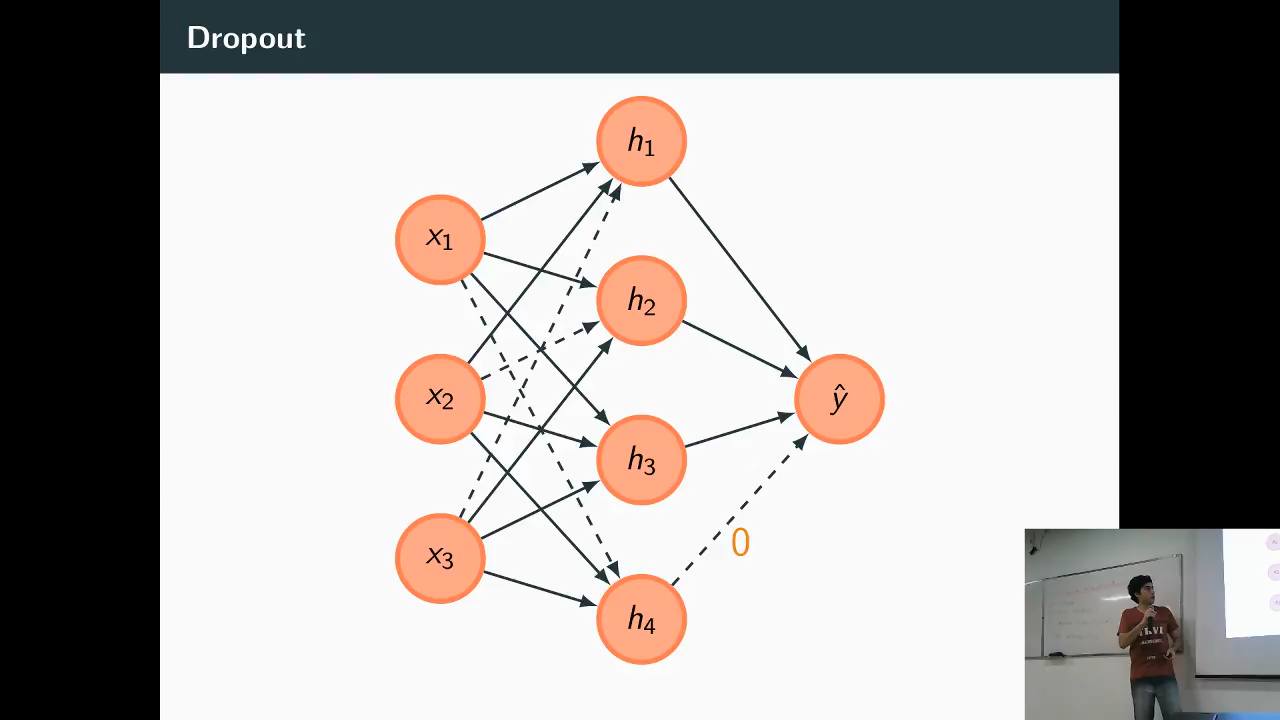 Dropout
h₁
x₁
h₂
x₂
ŷ
h₃
0
x₃
h₄